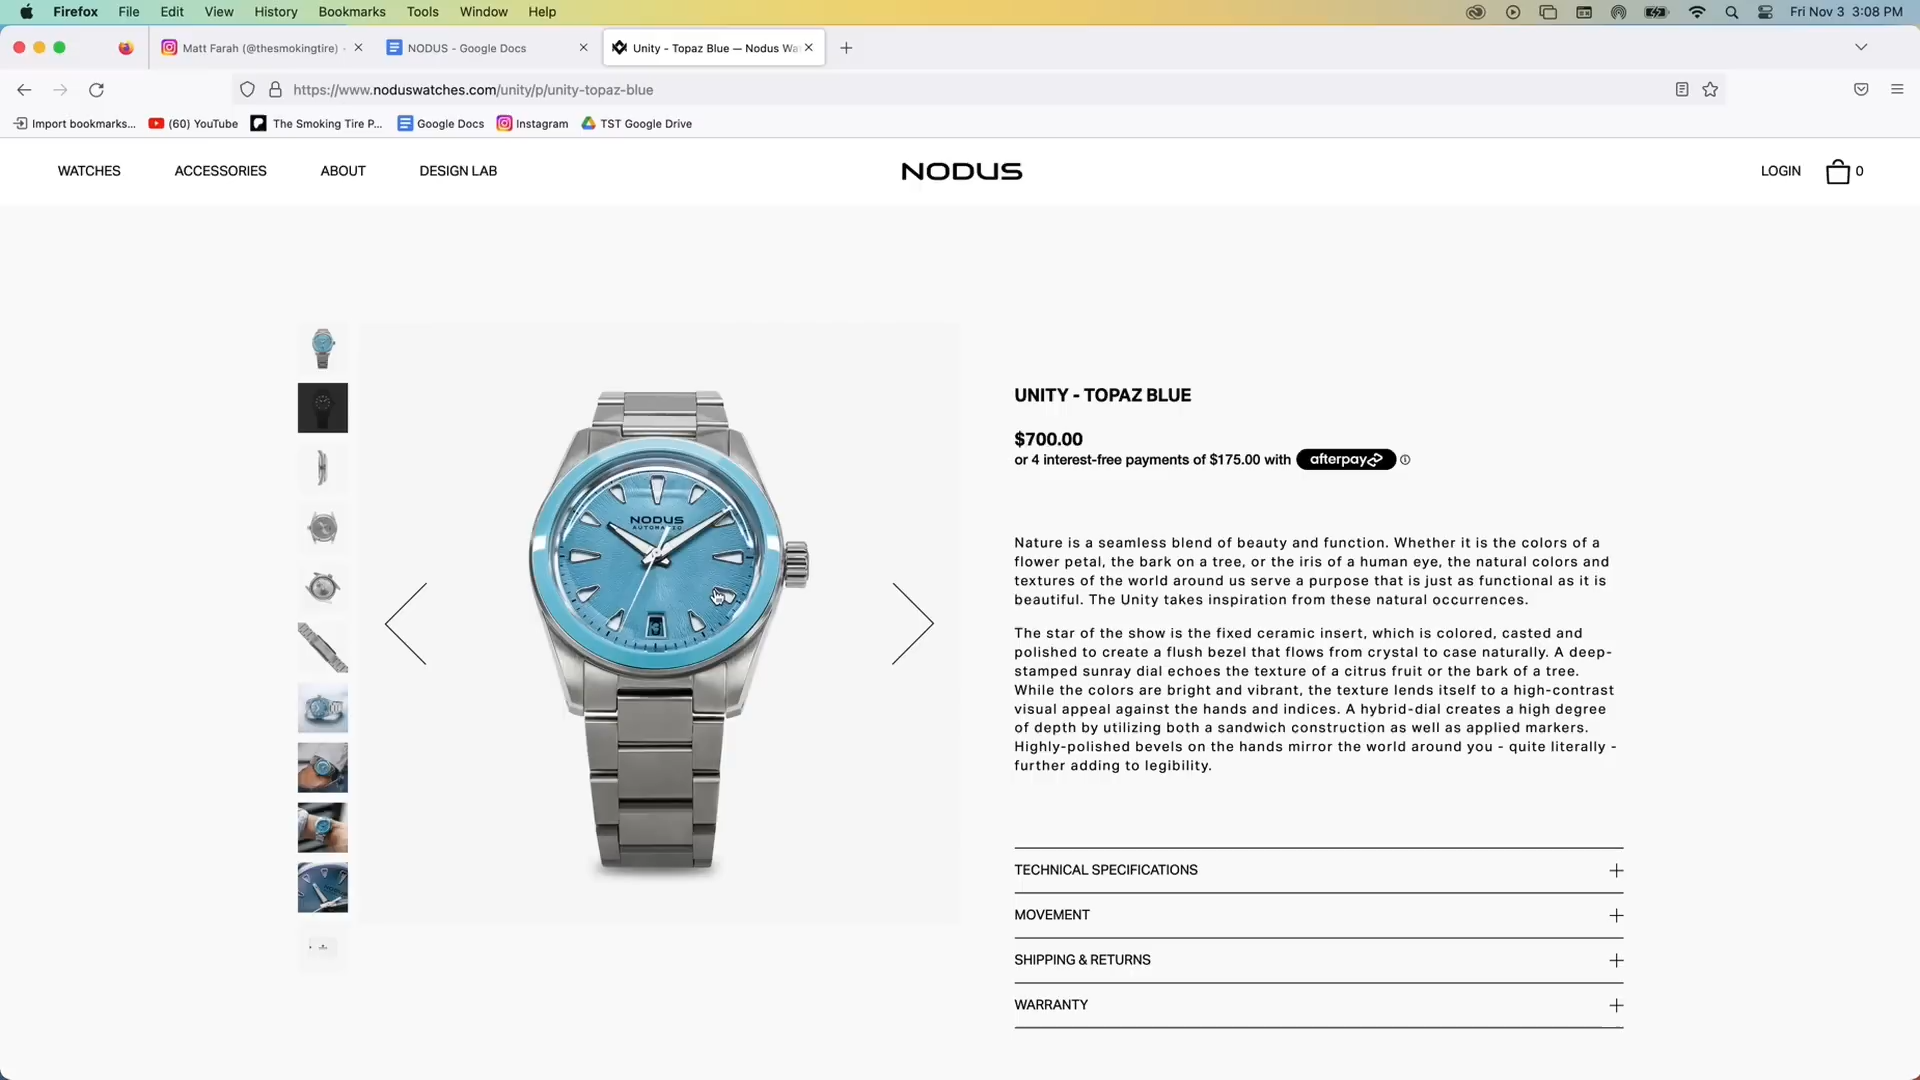 Firefox File Edit View History Bookmarks Tools Window Help Fri Nov 3 3:08 PM
Matt Farah (@thesmokingtire) · NODUS - Google Docs Unity - Topaz Blue — Nodus Wa
https://www.noduswatches.com/unity/p/unity-topaz-blue
Import bookmarks... (60) YouTube The Smoking Tire P... Google Docs Instagram TST Google Drive
WATCHES ACCESSORIES ABOUT DESIGN LAB NODUS LOGIN 0
UNITY - TOPAZ BLUE
$700.00
or 4 interest-free payments of $175.00 with afterpay
NODUS
AUTOMATIC
Nature is a seamless blend of beauty and function. Whether it is the colors of a
flower petal, the bark on a tree, or the iris of a human eye, the natural colors and
textures of the world around us serve a purpose that is just as functional as it is
beautiful. The Unity takes inspiration from these natural occurrences.
The star of the show is the fixed ceramic insert, which is colored, casted and
polished to create a flush bezel that flows from crystal to case naturally. A deep-
stamped sunray dial echoes the texture of a citrus fruit or the bark of a tree.
While the colors are bright and vibrant, the texture lends itself to a high-contrast
visual appeal against the hands and indices. A hybrid-dial creates a high degree
of depth by utilizing both a sandwich construction as well as applied markers.
Highly-polished bevels on the hands mirror the world around you - quite literally -
further adding to legibility.
TECHNICAL SPECIFICATIONS
MOVEMENT
SHIPPING & RETURNS
WARRANTY